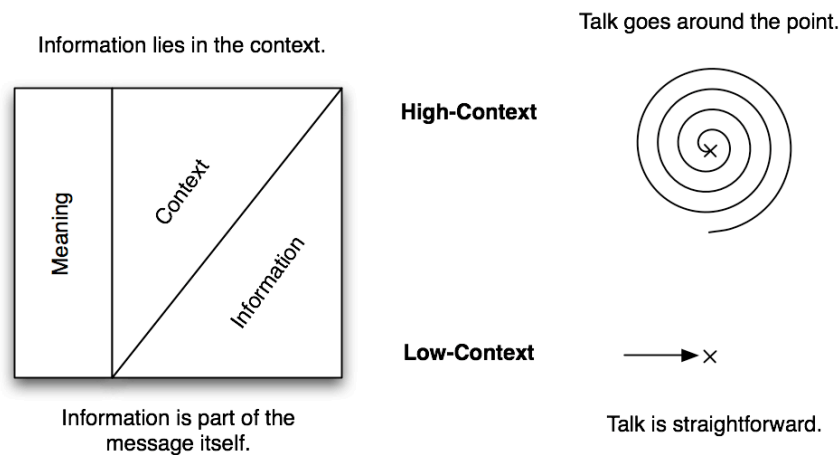 Information lies in the context.
Talk goes around the point.
High-Context
Meaning
Context
Information
Low-Context
Information is part of the
message itself.
Talk is straightforward.